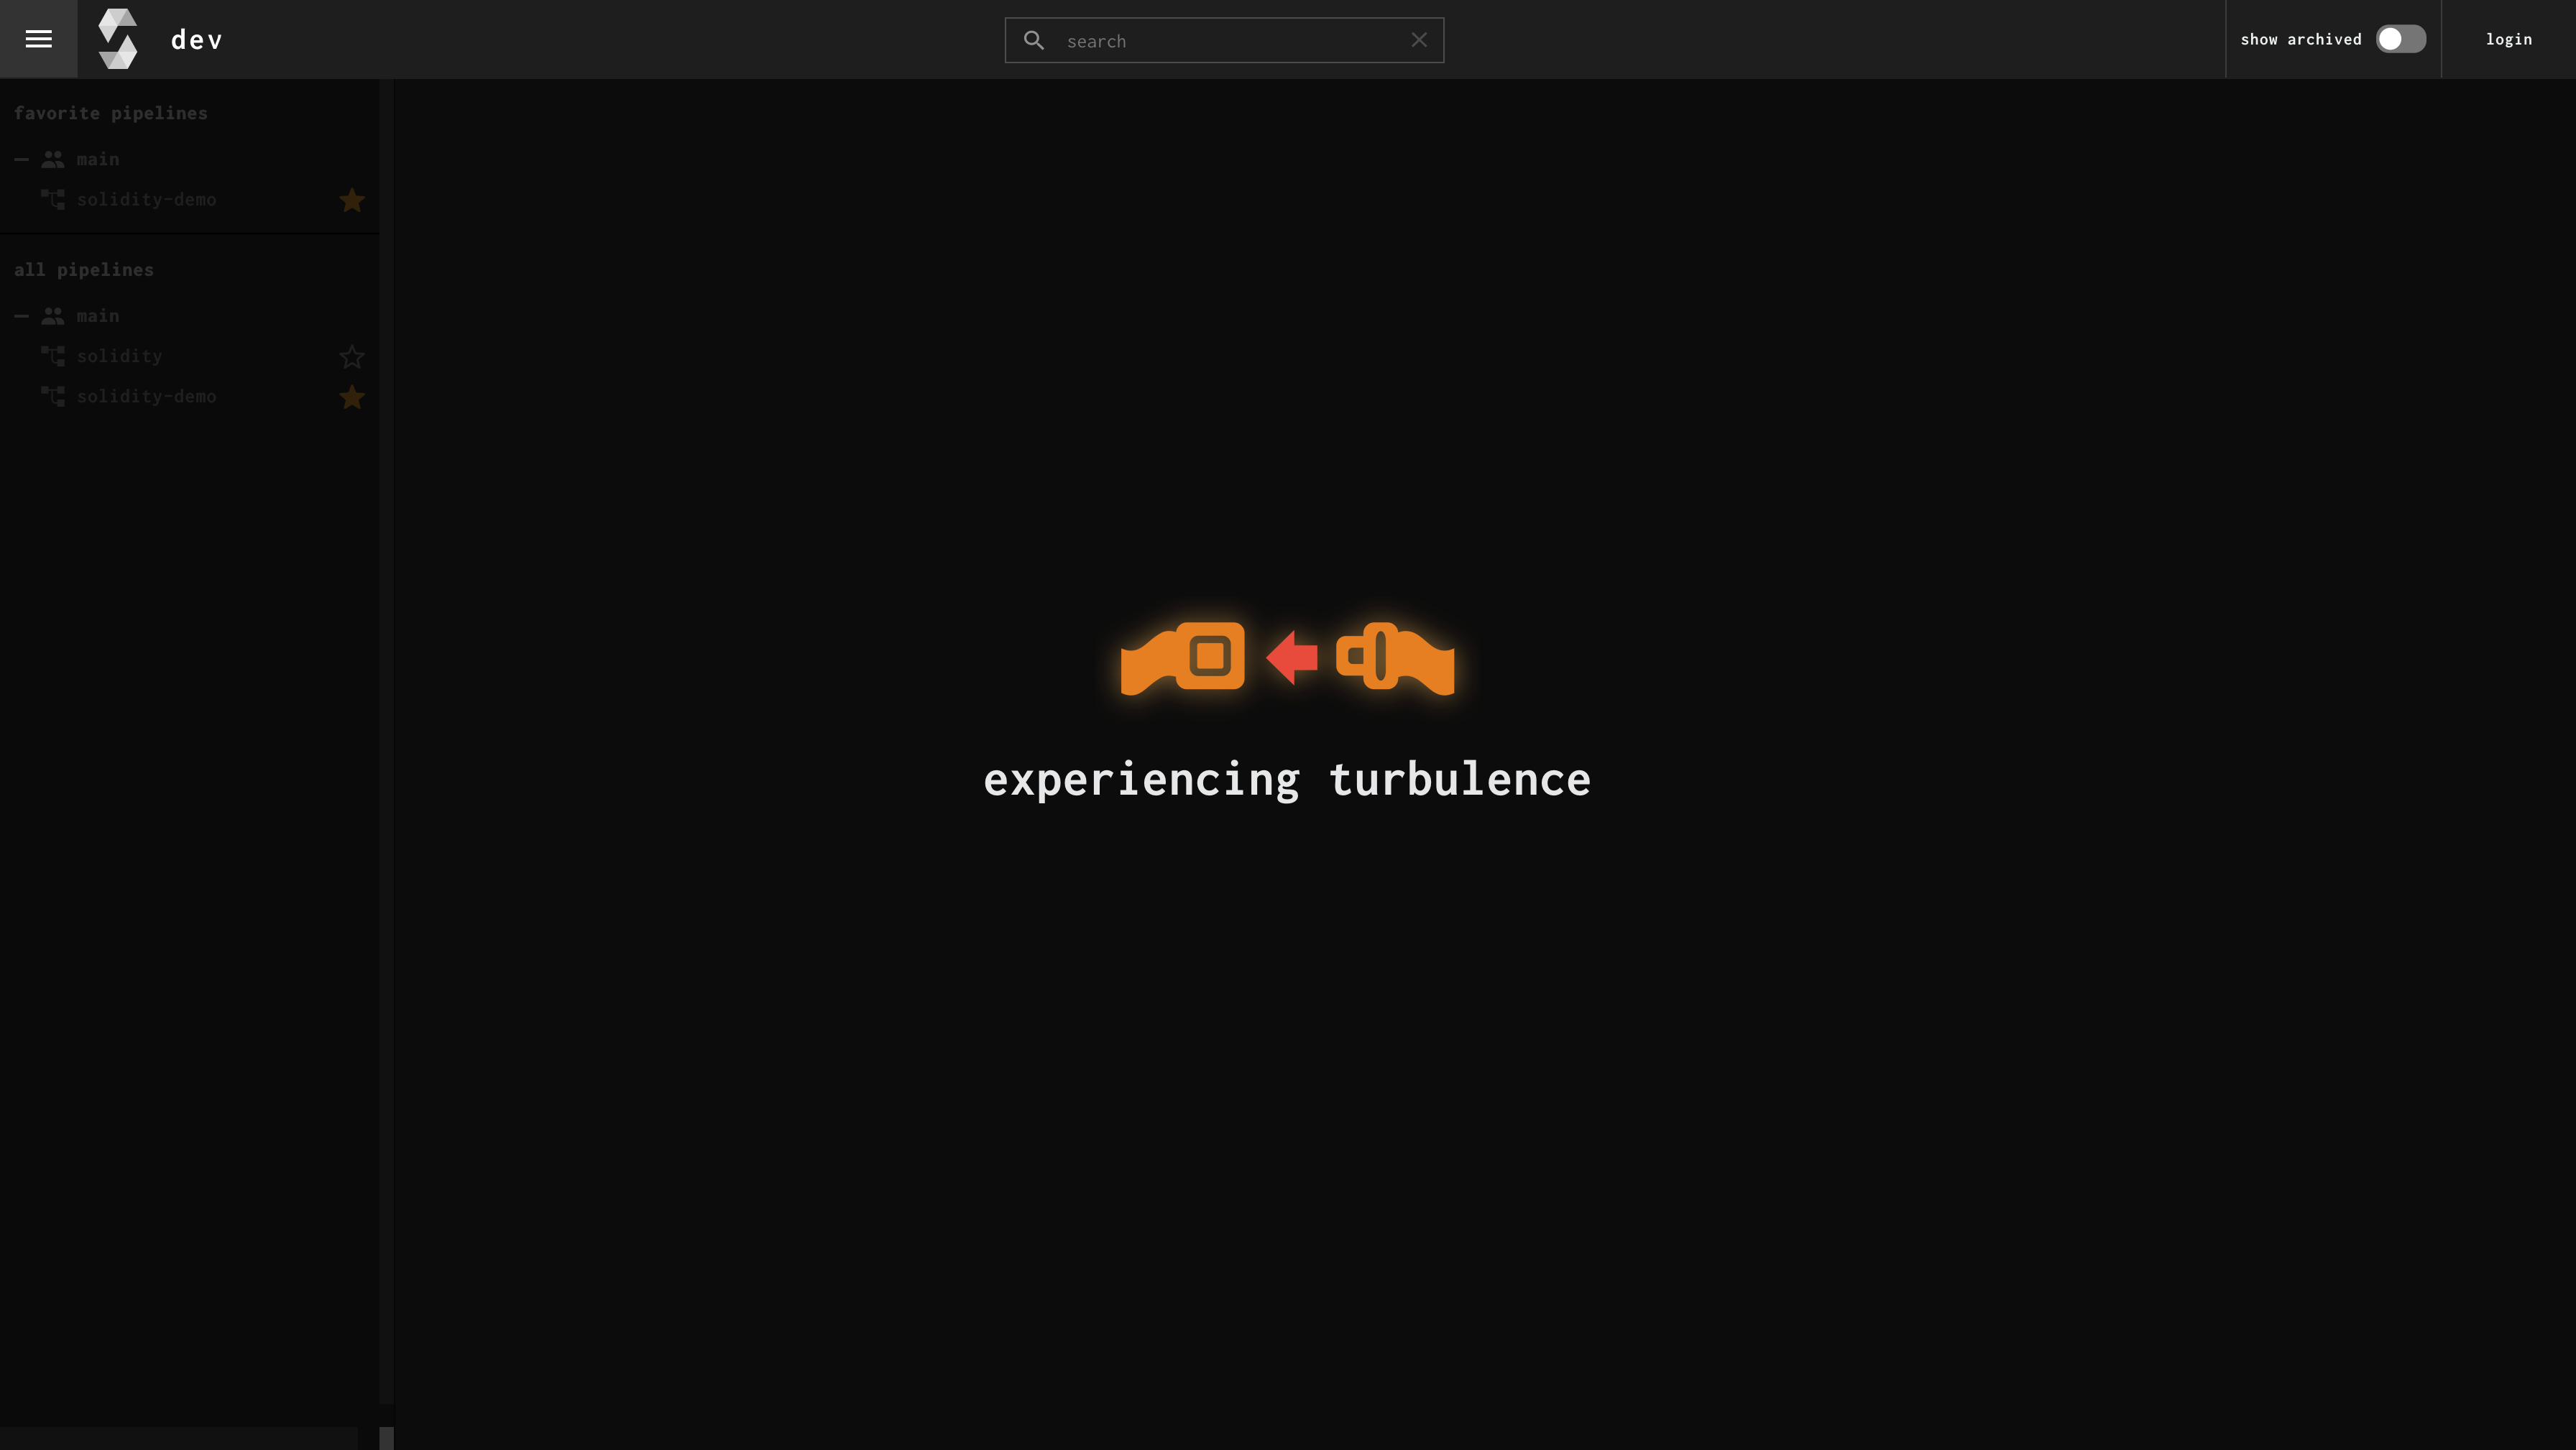 dev
search
show archived
login
favorite pipelines
main
solidity-demo
all pipelines
main
solidity
solidity-demo
experiencing turbulence